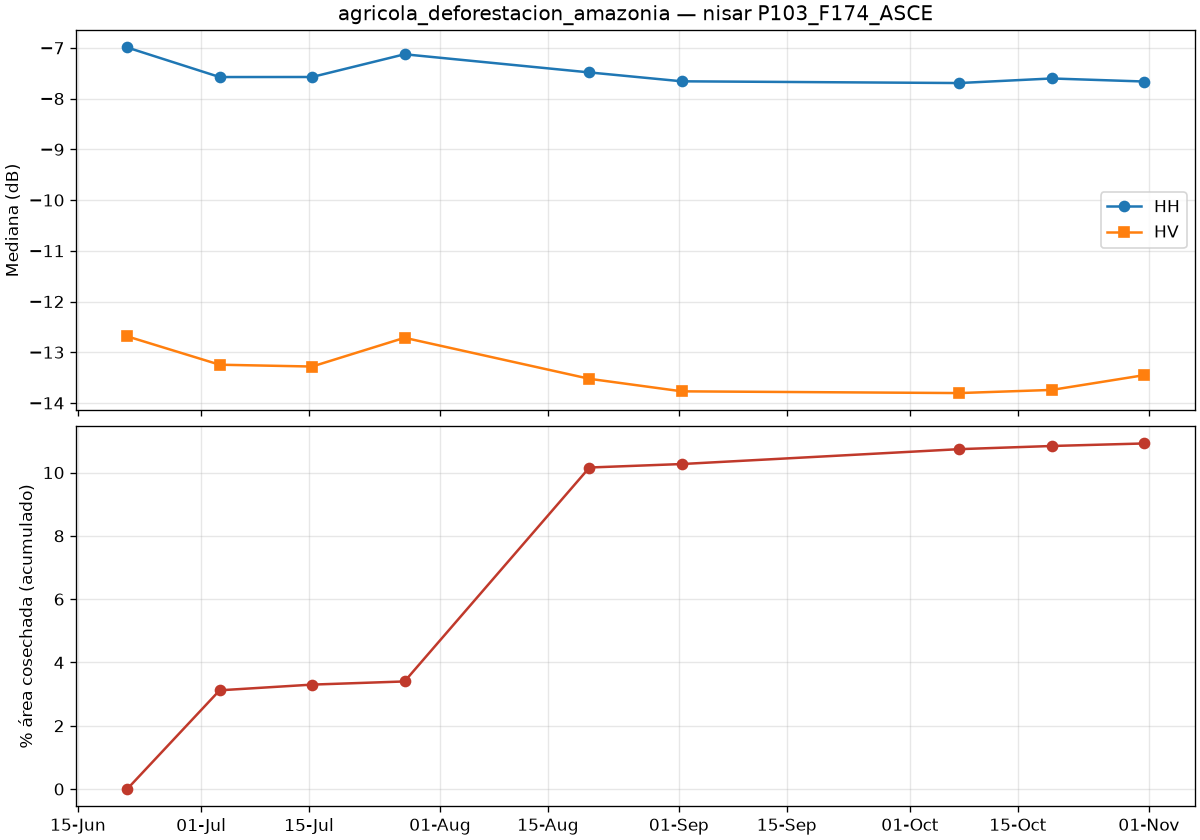 agricola_deforestacion_amazonia — nisar P103_F174_ASCE
Mediana (dB)
−7
−8
−9
−10
−11
−12
−13
−14
HH
HV
% área cosechada (acumulado)
10
8
6
4
2
0
15-Jun 01-Jul 15-Jul 01-Aug 15-Aug 01-Sep 15-Sep 01-Oct 15-Oct 01-Nov